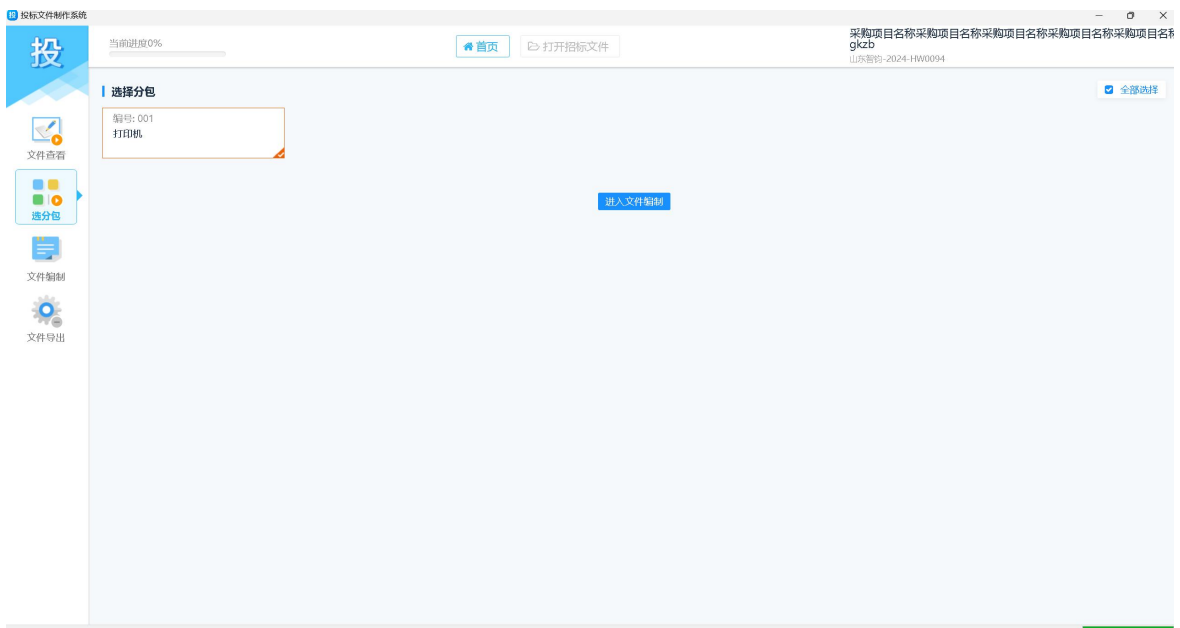 投标文件制作系统
投
当前进度0%
首页
打开招标文件
采购项目名称采购项目名称采购项目名称采购项目名称采购项目名称
gkzb
山东智钧-2024-HW0094
选择分包
全部选择
编号: 001
打印机
进入文件编制
文件查看
选分包
文件编制
文件导出